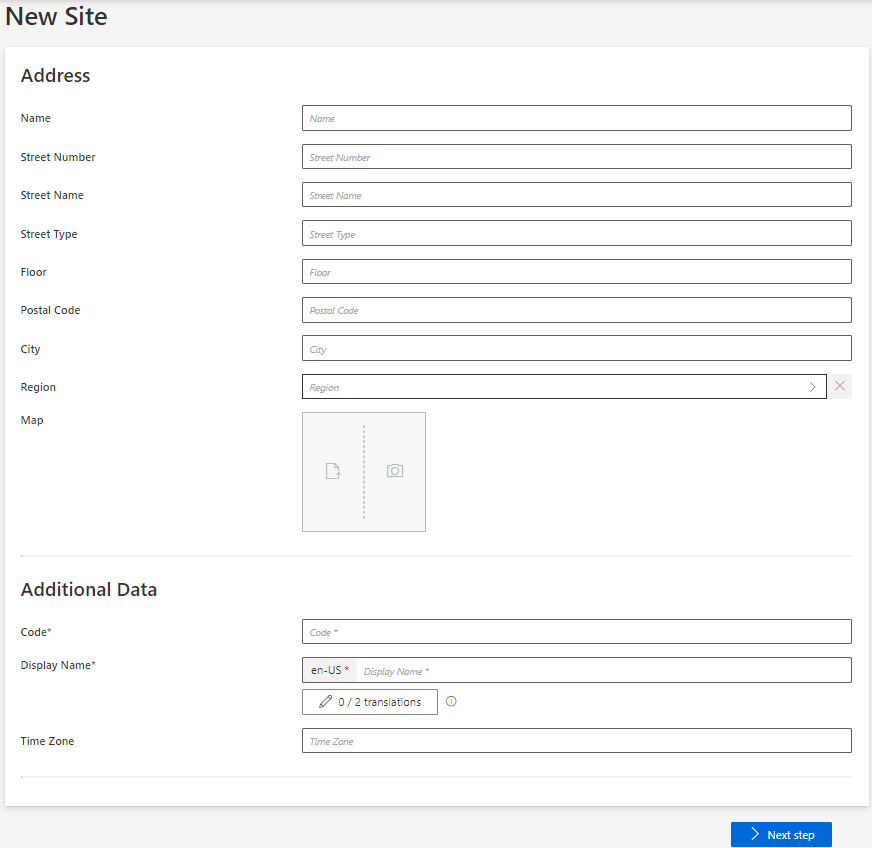 New Site
Address
Name Name
Street Number Street Number
Street Name Street Name
Street Type Street Type
Floor Floor
Postal Code Postal Code
City City
Region Region
Map
Additional Data
Code* Code *
Display Name* en-US * Display Name *
0 / 2 translations
Time Zone Time Zone
Next step